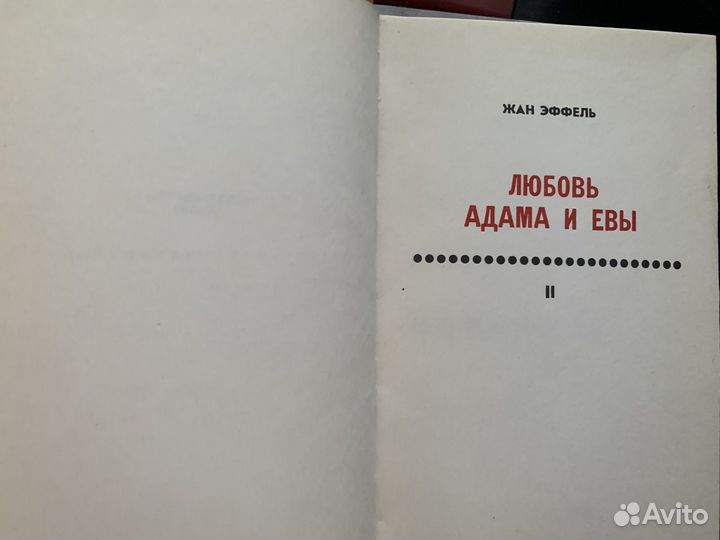 ЖАН ЭФФЕЛЬ
ЛЮБОВЬ
АДАМА И ЕВЫ
II
Avito